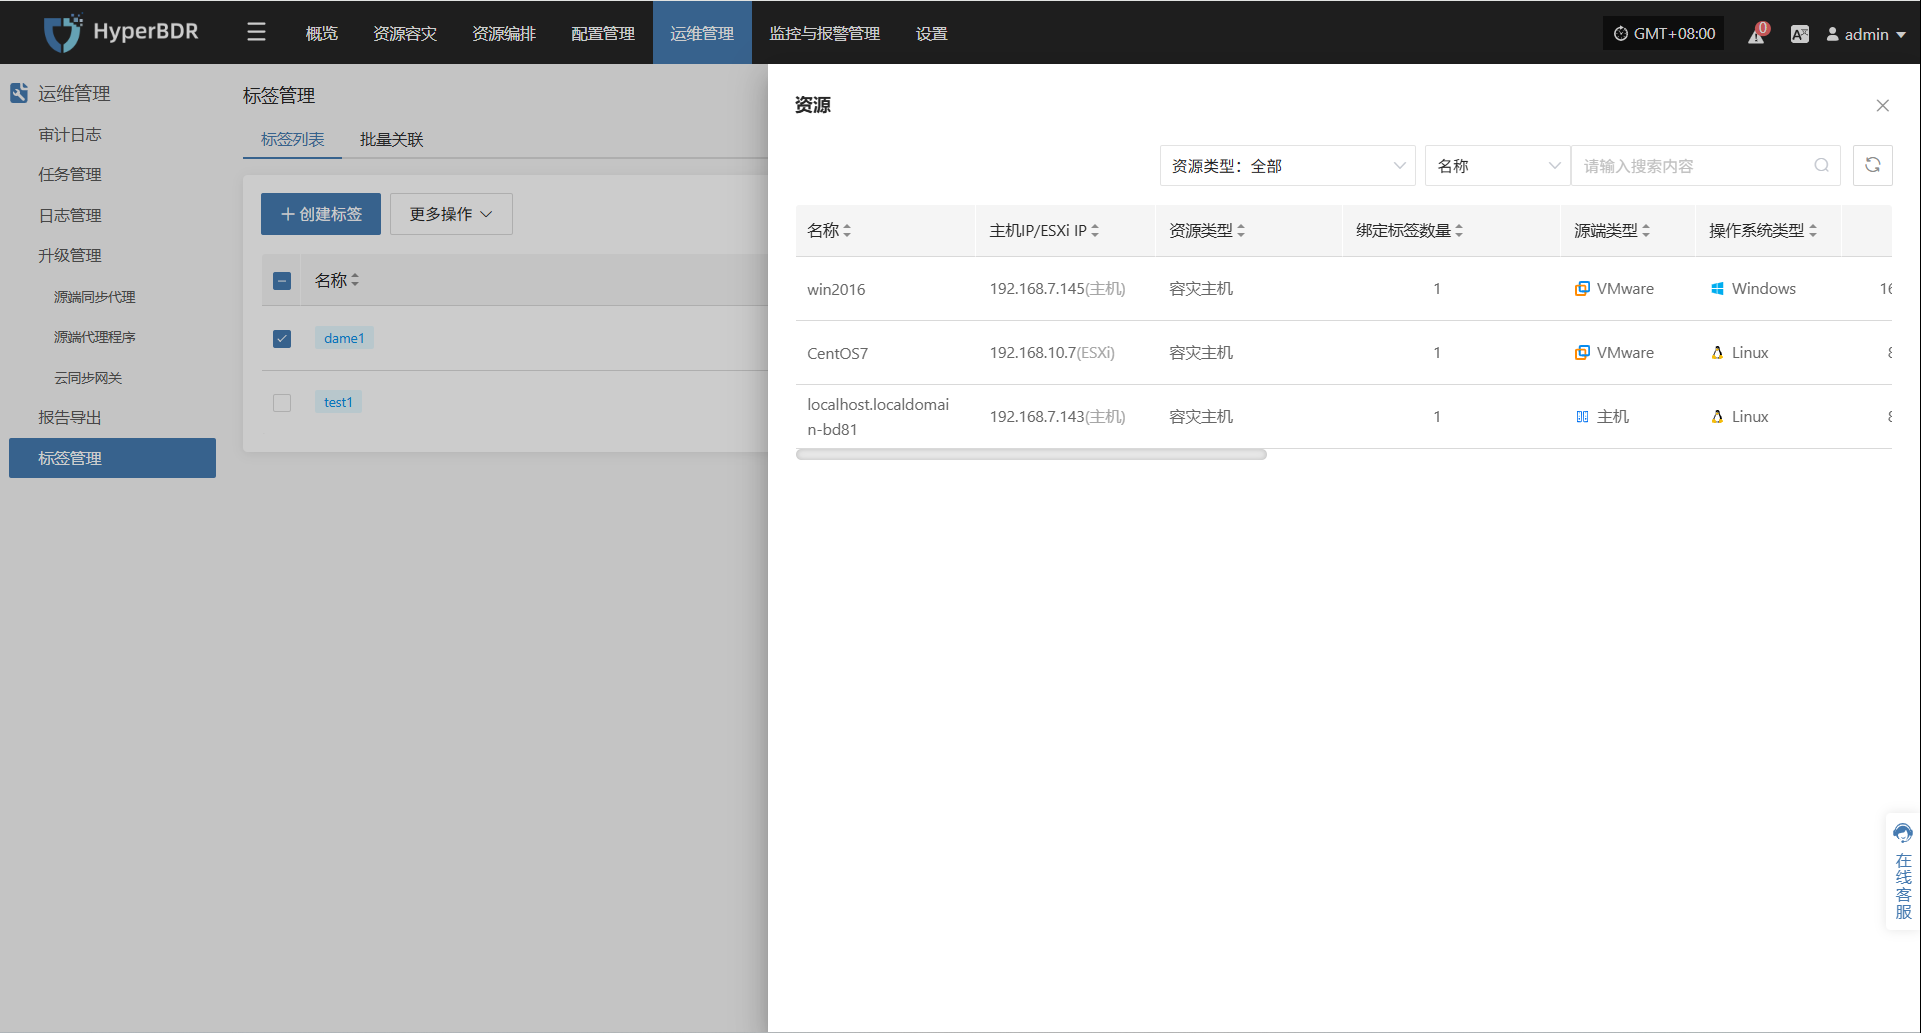 HyperBDR
概览
资源容灾
资源编排
配置管理
运维管理
监控与报警管理
设置
GMT+08:00
0
admin
运维管理
审计日志
任务管理
日志管理
升级管理
源端同步代理
源端代理程序
云同步网关
报告导出
标签管理
标签管理
标签列表
批量关联
创建标签
更多操作
名称
dame1
test1
资源
资源类型：全部
名称
请输入搜索内容
名称 主机IP/ESXi IP 资源类型 绑定标签数量 源端类型 操作系统类型
win2016 192.168.7.145(主机) 容灾主机 1 VMware Windows 16
CentOS7 192.168.10.7(ESXi) 容灾主机 1 VMware Linux 8
localhost.localdomai
n-bd81 192.168.7.143(主机) 容灾主机 1 主机 Linux 8
在线客服